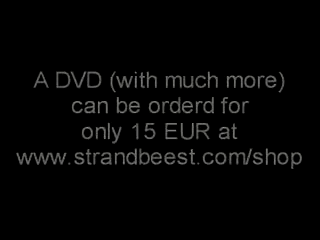 A DVD (with much more)
can be orderd for
only 15 EUR at
www.strandbeest.com/shop